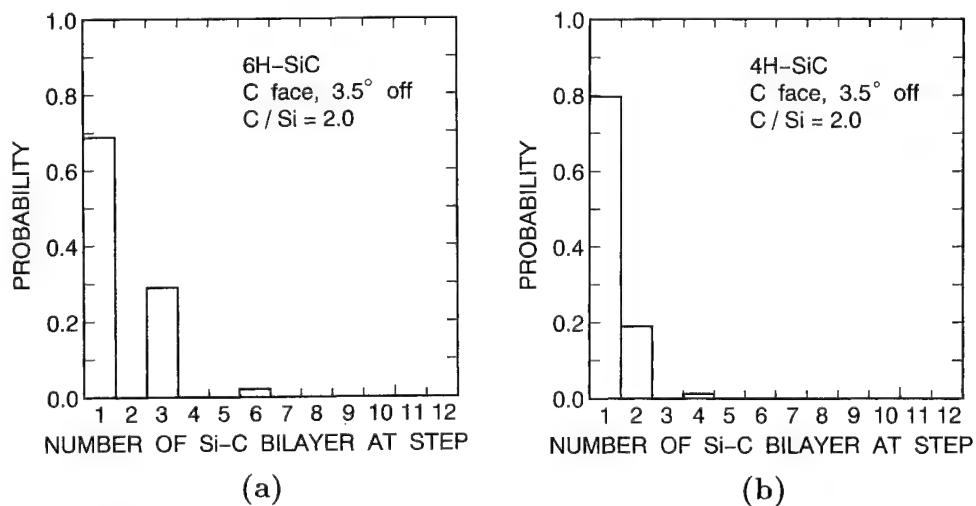 1.0
0.8
0.6
0.4
0.2
0.0
PROBABILITY
6H–SiC
C face, 3.5° off
C / Si = 2.0
1 2 3 4 5 6 7 8 9 10 11 12
NUMBER OF Si–C BILAYER AT STEP
(a)
1.0
0.8
0.6
0.4
0.2
0.0
PROBABILITY
4H–SiC
C face, 3.5° off
C / Si = 2.0
1 2 3 4 5 6 7 8 9 10 11 12
NUMBER OF Si–C BILAYER AT STEP
(b)